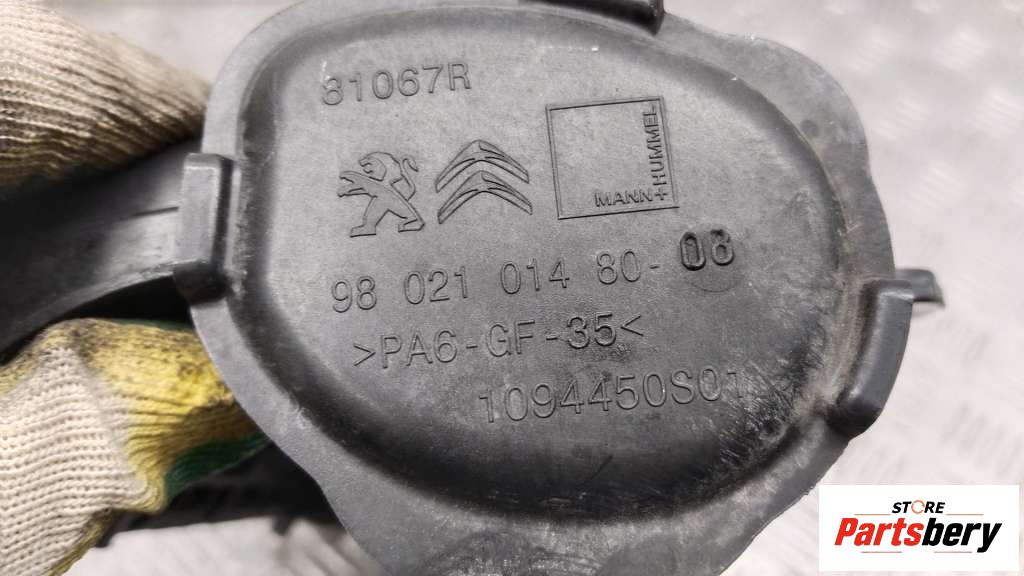 81067R
MANN+HUMMEL
98 021 014 80-08
>PA6-GF-35<
1094450S01
STORE
Partsbery